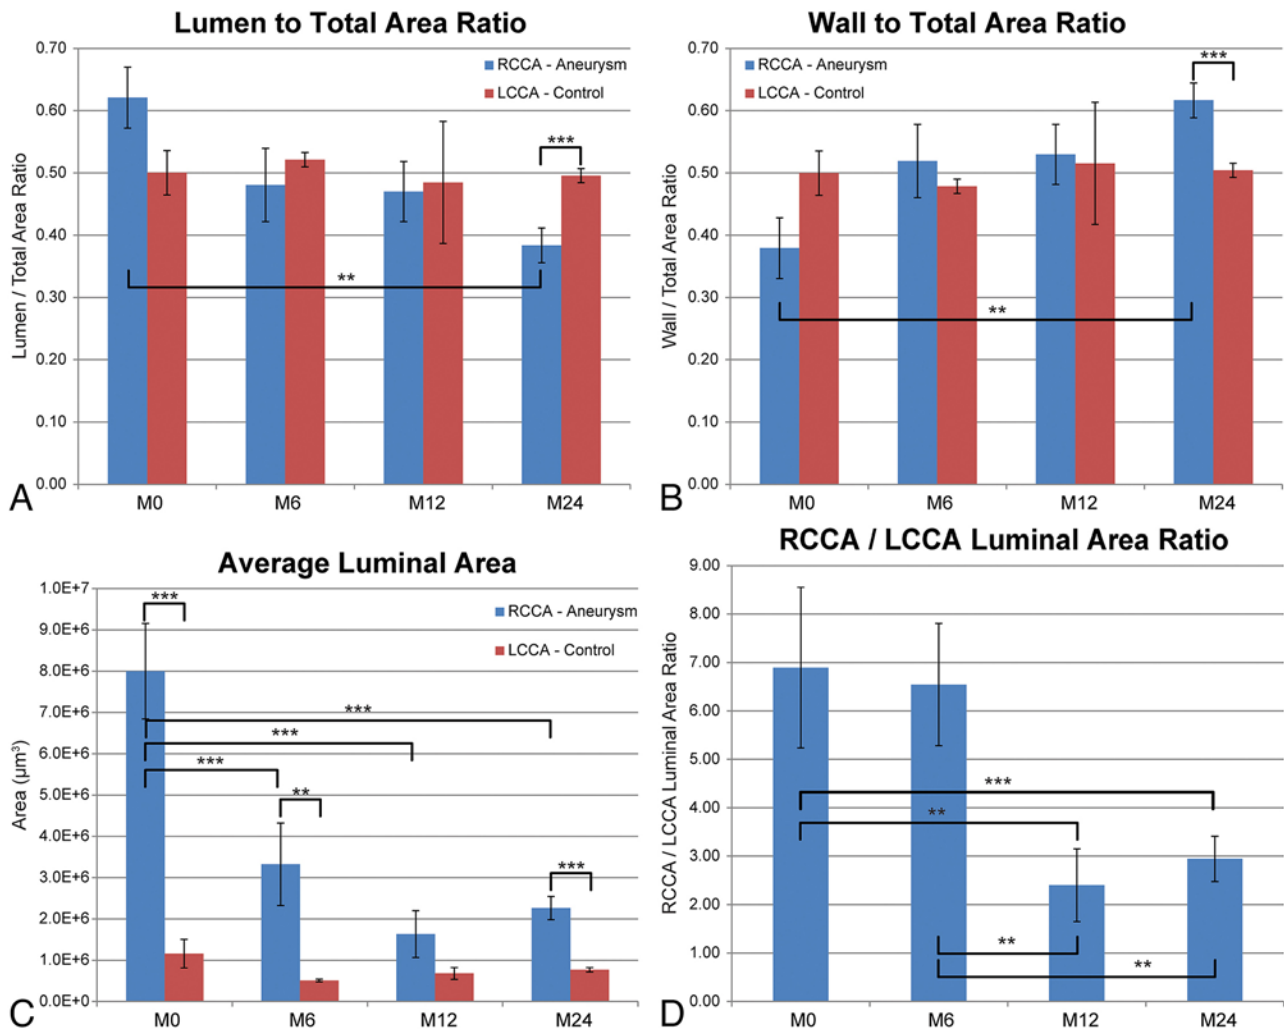 Lumen to Total Area Ratio
0.70
0.60
0.50
0.40
0.30
0.20
0.10
0.00
Lumen / Total Area Ratio
RCCA - Aneurysm
LCCA - Control
***
**
M0 M6 M12 M24
A
Wall to Total Area Ratio
0.70
0.60
0.50
0.40
0.30
0.20
0.10
0.00
Wall / Total Area Ratio
RCCA - Aneurysm
LCCA - Control
***
**
M0 M6 M12 M24
B
Average Luminal Area
1.0E+7
9.0E+6
8.0E+6
7.0E+6
6.0E+6
5.0E+6
4.0E+6
3.0E+6
2.0E+6
1.0E+6
0.0E+0
Area (µm³)
RCCA - Aneurysm
LCCA - Control
***
***
***
***
**
***
M0 M6 M12 M24
C
RCCA / LCCA Luminal Area Ratio
9.00
8.00
7.00
6.00
5.00
4.00
3.00
2.00
1.00
0.00
RCCA / LCCA Luminal Area Ratio
***
**
**
**
M0 M6 M12 M24
D